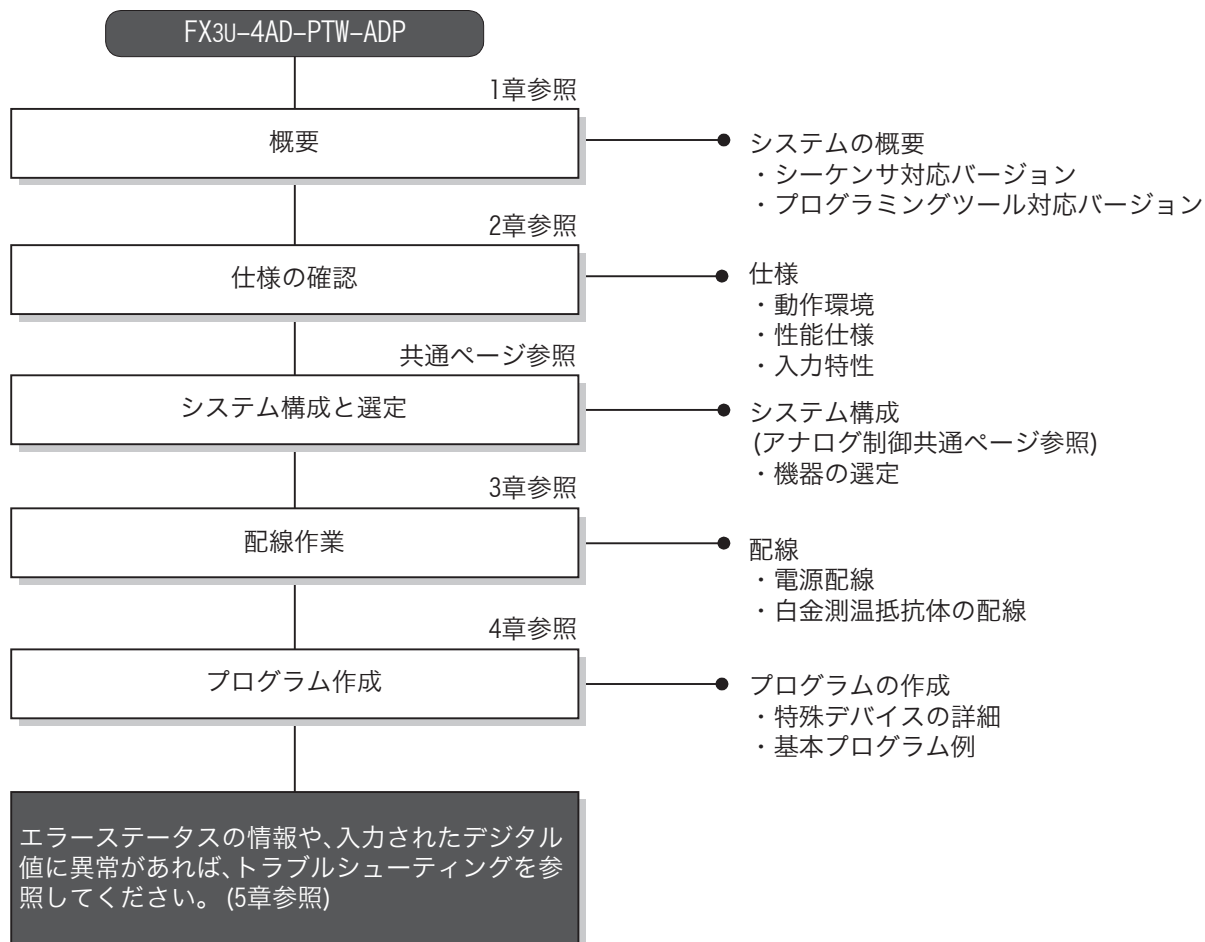 FX3U-4AD-PTW-ADP
1章参照
概要
システムの概要
・シーケンサ対応バージョン
・プログラミングツール対応バージョン
2章参照
仕様の確認
仕様
・動作環境
・性能仕様
・入力特性
共通ページ参照
システム構成と選定
システム構成
(アナログ制御共通ページ参照)
・機器の選定
3章参照
配線作業
配線
・電源配線
・白金測温抵抗体の配線
4章参照
プログラム作成
プログラムの作成
・特殊デバイスの詳細
・基本プログラム例
エラーステータスの情報や、入力されたデジタル
値に異常があれば、トラブルシューティングを参
照してください。 (5章参照)